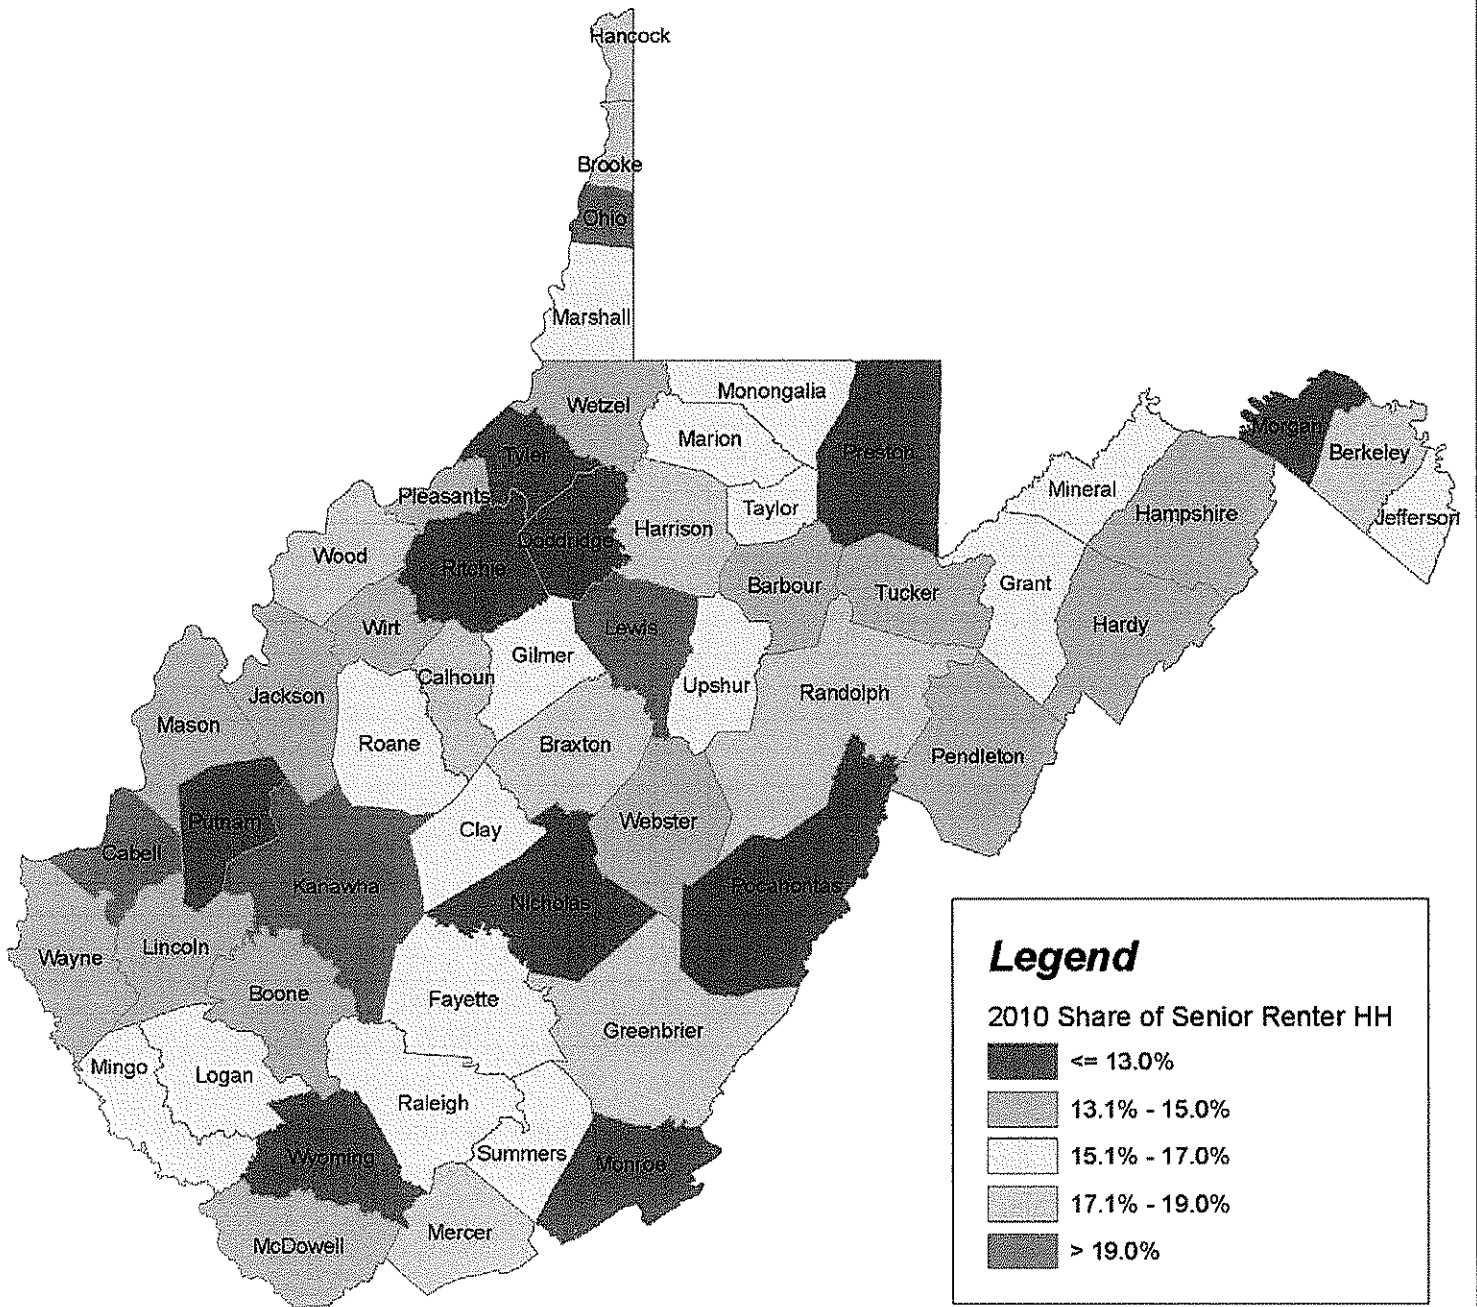 Hancock
Brooke
Ohio
Marshall
Wetzel
Monongalia
Marion
Preston
Morgan
Berkeley
Jefferson
Tyler
Pleasants
Mineral
Hampshire
Taylor
Harrison
Doddridge
Wood
Ritchie
Barbour
Tucker
Grant
Hardy
Wirt
Lewis
Gilmer
Calhoun
Upshur
Randolph
Jackson
Mason
Roane
Braxton
Pendleton
Putnam
Clay
Webster
Cabell
Kanawha
Nicholas
Pocahontas
Wayne
Lincoln
Boone
Fayette
Greenbrier
Mingo
Logan
Raleigh
Wyoming
Summers
Monroe
McDowell
Mercer
Legend
2010 Share of Senior Renter HH
<= 13.0%
13.1% - 15.0%
15.1% - 17.0%
17.1% - 19.0%
> 19.0%